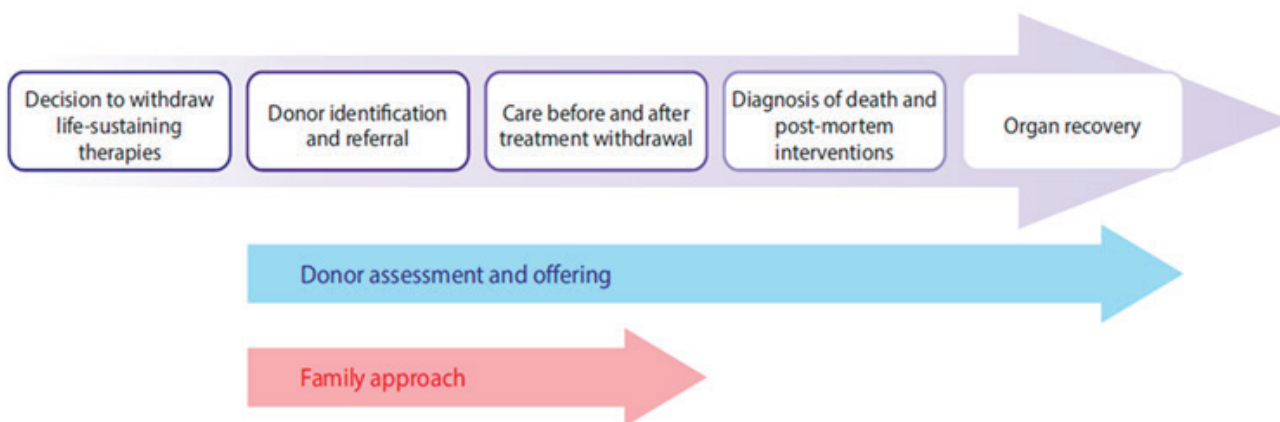 Decision to withdraw
life-sustaining
therapies
Donor identification
and referral
Care before and after
treatment withdrawal
Diagnosis of death and
post-mortem
interventions
Organ recovery
Donor assessment and offering
Family approach